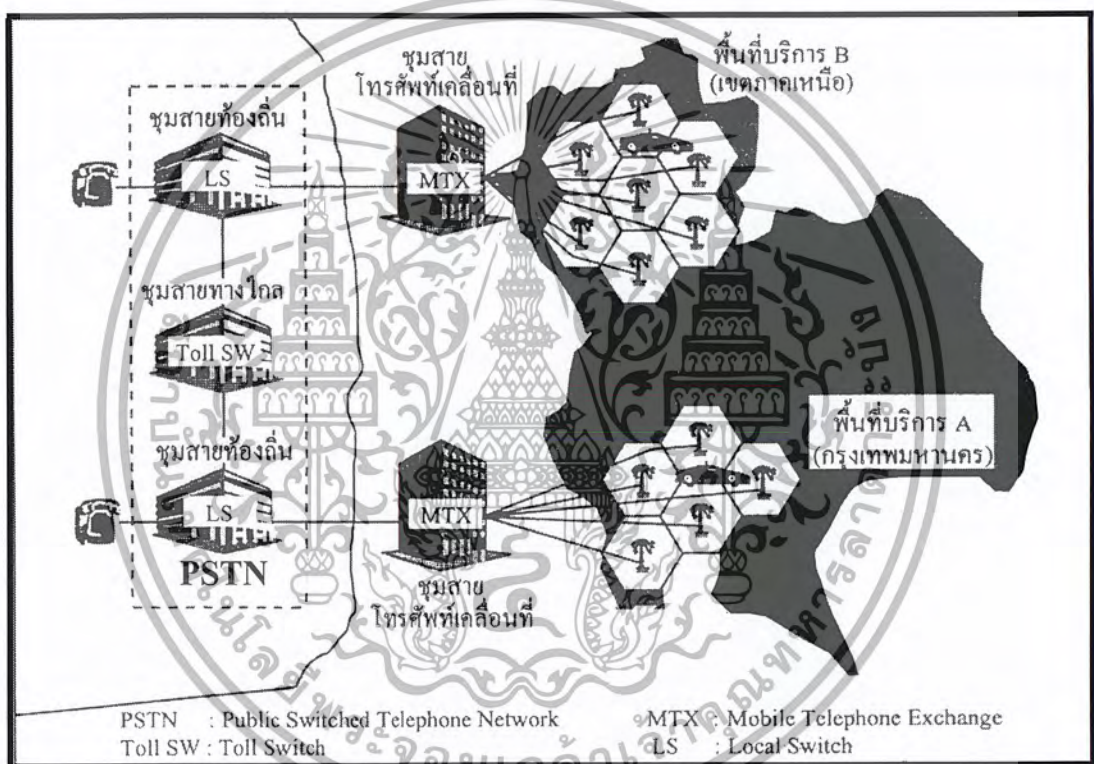 ชุมสาย
โทรศัพท์เคลื่อนที่
พื้นที่บริการ B
(เขตภาคเหนือ)
ชุมสายท้องถิ่น
LS
MTX
ชุมสายทางไกล
Toll SW
ชุมสายท้องถิ่น
LS
PSTN
MTX
ชุมสาย
โทรศัพท์เคลื่อนที่
พื้นที่บริการ A
(กรุงเทพมหานคร)
PSTN : Public Switched Telephone Network
MTX : Mobile Telephone Exchange
Toll SW : Toll Switch
LS : Local Switch